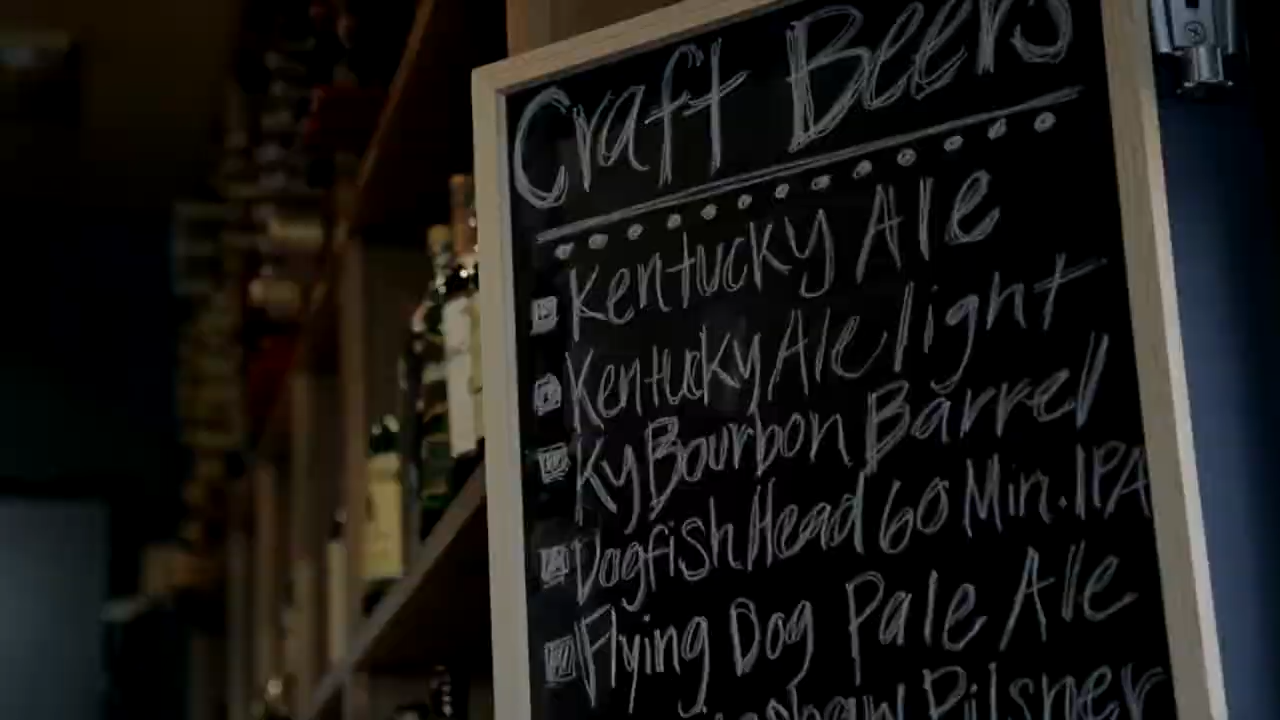 Craft Beers
Kentucky Ale
Kentucky Ale light
Ky Bourbon Barrel
Dogfish Head 60 Min. IPA
Flying Dog Pale Ale
Pilsner